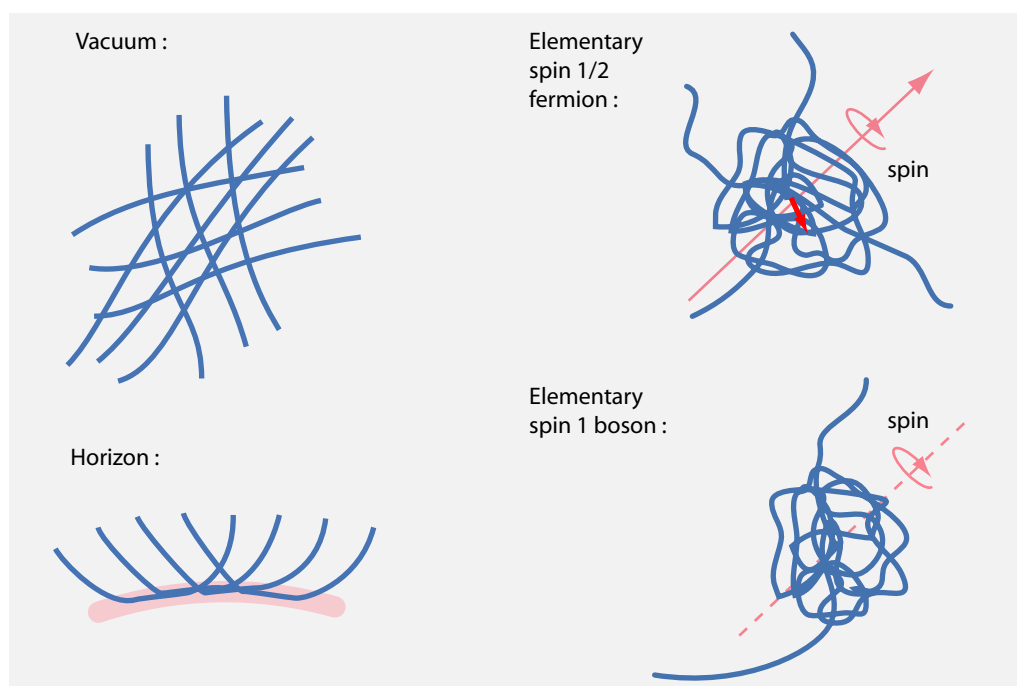 Vacuum :
Horizon :
Elementary
spin 1/2
fermion :
spin
Elementary
spin 1 boson :
spin